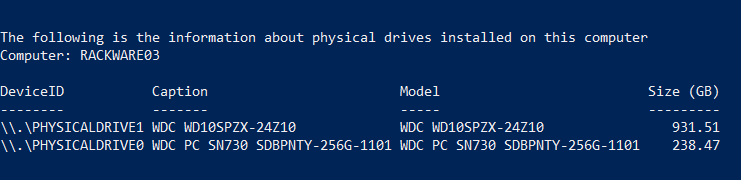 The following is the information about physical drives installed on this computer
Computer: RACKWARE03
DeviceID Caption Model Size (GB)
-------- ------- ----- ---------
\\.\PHYSICALDRIVE1 WDC WD10SPZX-24Z10 WDC WD10SPZX-24Z10 931.51
\\.\PHYSICALDRIVE0 WDC PC SN730 SDBPNTY-256G-1101 WDC PC SN730 SDBPNTY-256G-1101 238.47